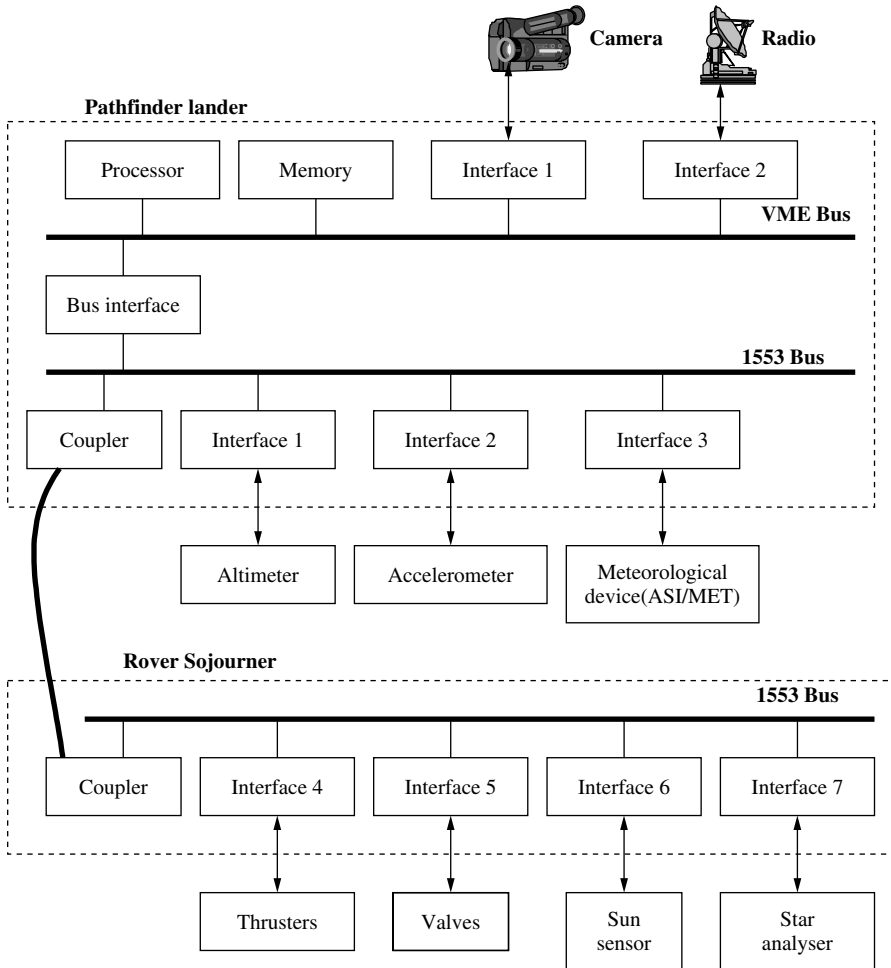 Camera
Radio
Pathfinder lander
Processor
Memory
Interface 1
Interface 2
VME Bus
Bus interface
1553 Bus
Coupler
Interface 1
Interface 2
Interface 3
Altimeter
Accelerometer
Meteorological
device(ASI/MET)
Rover Sojourner
1553 Bus
Coupler
Interface 4
Interface 5
Interface 6
Interface 7
Thrusters
Valves
Sun
sensor
Star
analyser